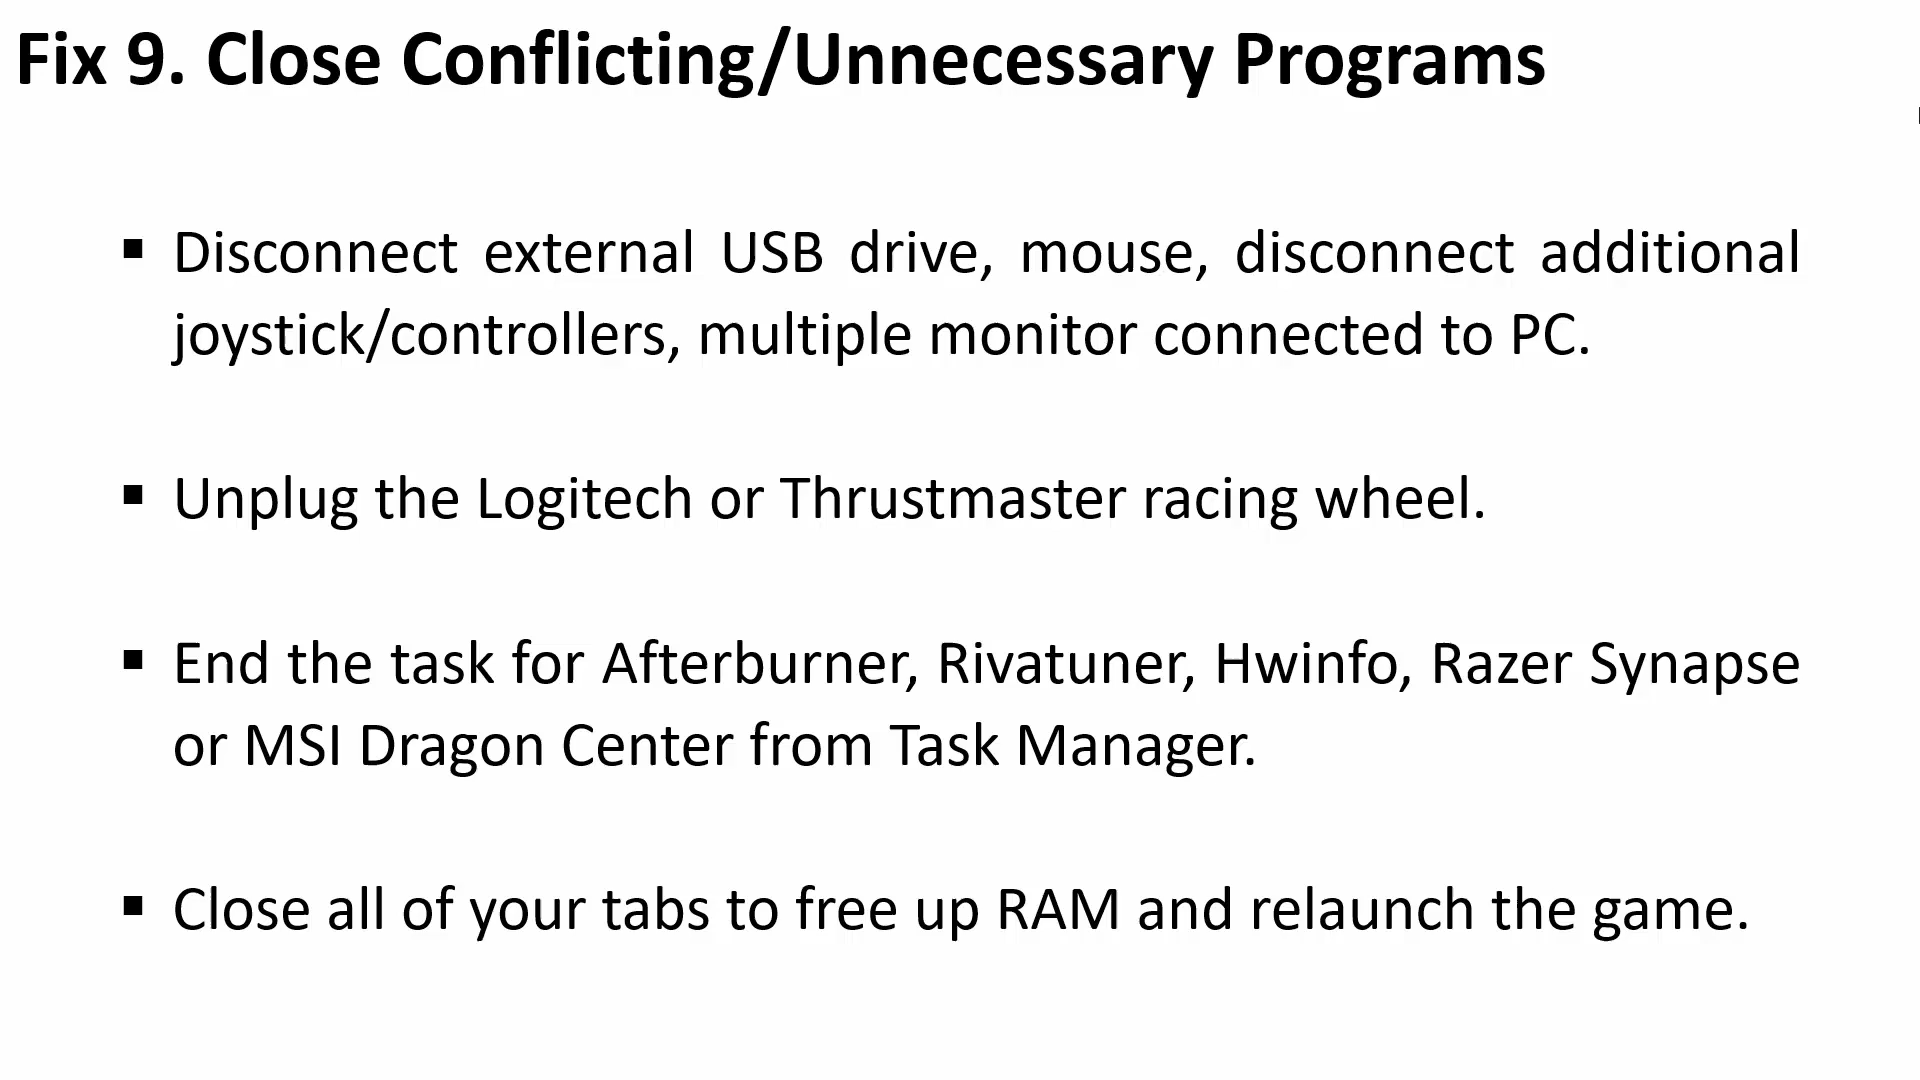 Fix 9. Close Conflicting/Unnecessary Programs
▪ Disconnect external USB drive, mouse, disconnect additional
joystick/controllers, multiple monitor connected to PC.
▪ Unplug the Logitech or Thrustmaster racing wheel.
▪ End the task for Afterburner, Rivatuner, Hwinfo, Razer Synapse
or MSI Dragon Center from Task Manager.
▪ Close all of your tabs to free up RAM and relaunch the game.